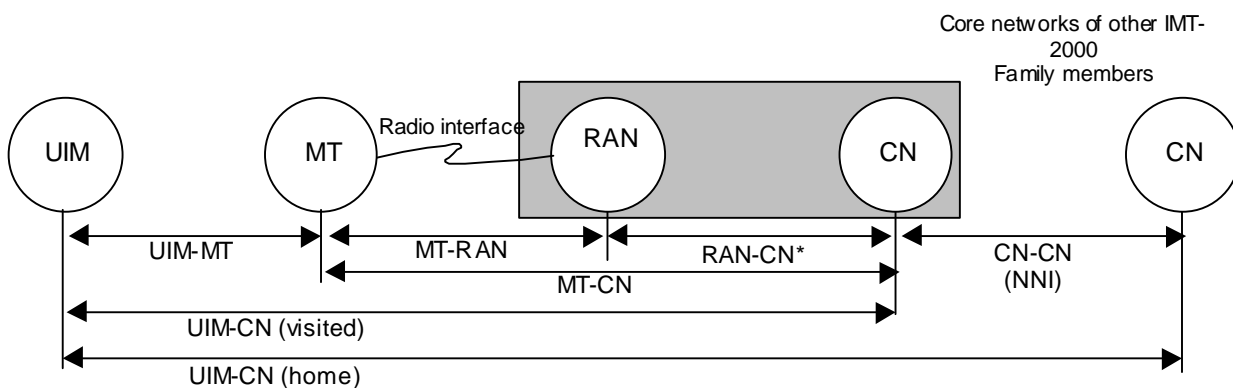 Core networks of other IMT-
2000
Family members
UIM
MT
Radio interface
RAN
CN
CN
UIM-MT
MT-RAN
RAN-CN*
CN-CN
(NNI)
MT-CN
UIM-CN (visited)
UIM-CN (home)